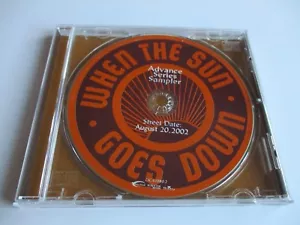 WHEN THE SUN
Advance
Series
Sampler
Street Date:
August 20, 2002
GOES DOWN